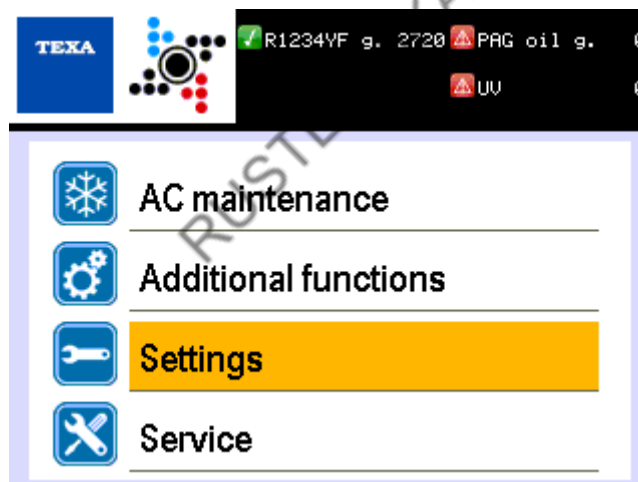 TEXA
R1234YF g. 2720 PAG oil g.
UV
AC maintenance
Additional functions
Settings
Service